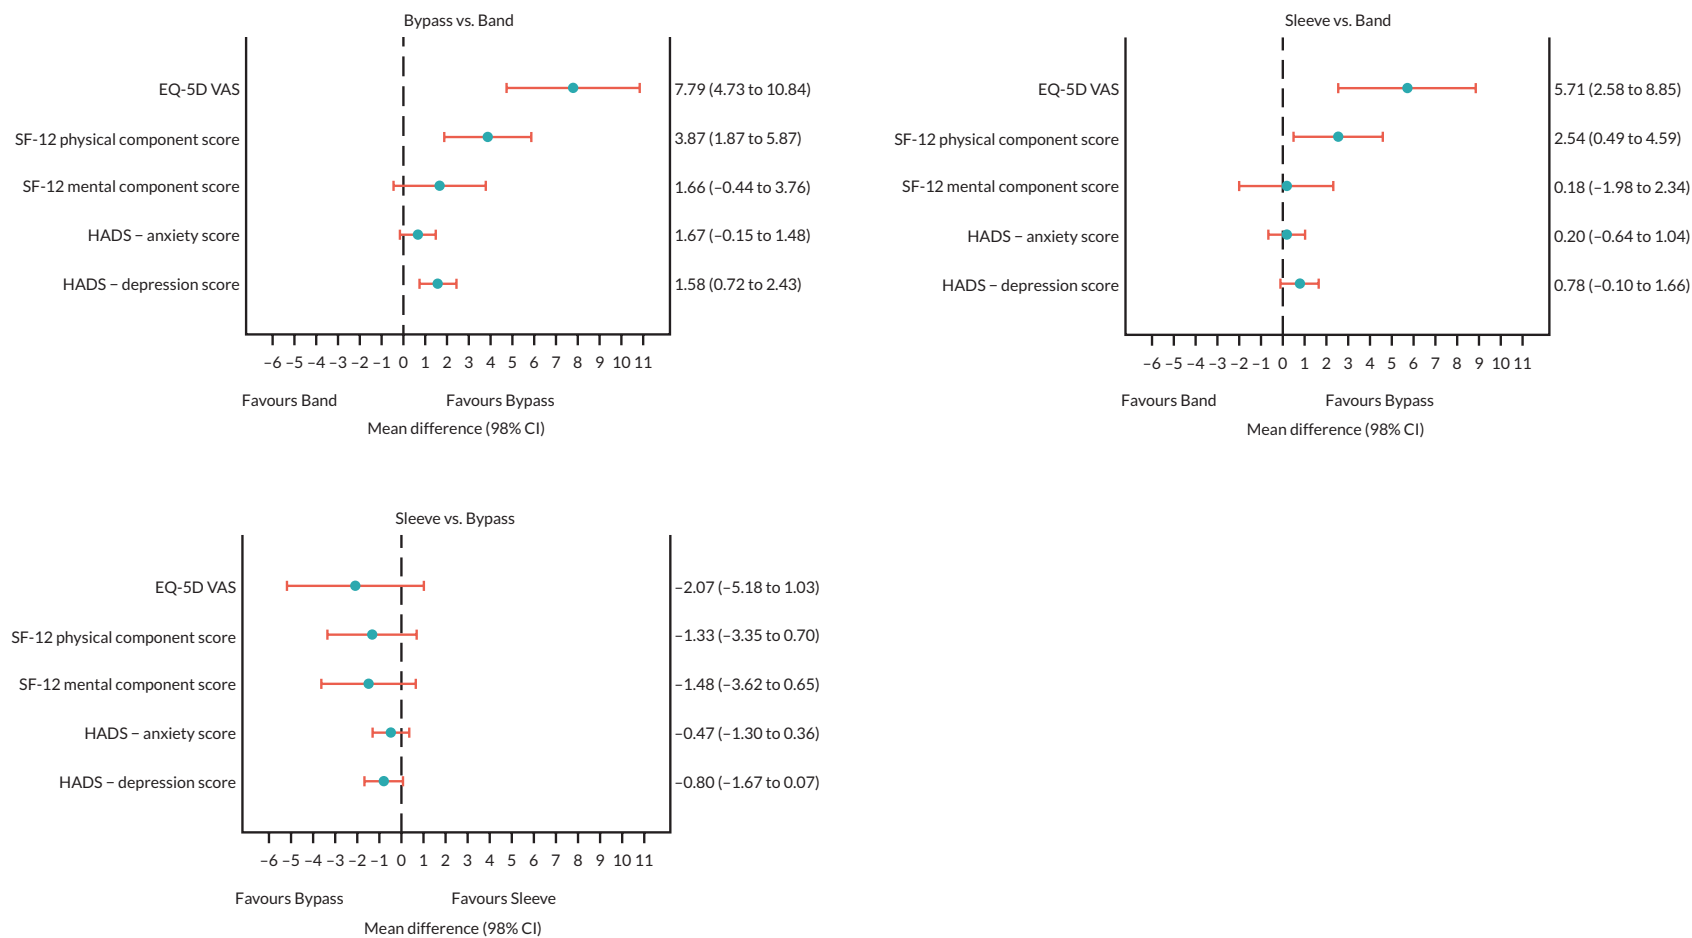 Bypass vs. Band
EQ-5D VAS 7.79 (4.73 to 10.84)
SF-12 physical component score 3.87 (1.87 to 5.87)
SF-12 mental component score 1.66 (–0.44 to 3.76)
HADS – anxiety score 1.67 (–0.15 to 1.48)
HADS – depression score 1.58 (0.72 to 2.43)
–6 –5 –4 –3 –2 –1 0 1 2 3 4 5 6 7 8 9 10 11
Favours Band Favours Bypass
Mean difference (98% CI)
Sleeve vs. Band
EQ-5D VAS 5.71 (2.58 to 8.85)
SF-12 physical component score 2.54 (0.49 to 4.59)
SF-12 mental component score 0.18 (–1.98 to 2.34)
HADS – anxiety score 0.20 (–0.64 to 1.04)
HADS – depression score 0.78 (–0.10 to 1.66)
–6 –5 –4 –3 –2 –1 0 1 2 3 4 5 6 7 8 9 10 11
Favours Band Favours Bypass
Mean difference (98% CI)
Sleeve vs. Bypass
EQ-5D VAS –2.07 (–5.18 to 1.03)
SF-12 physical component score –1.33 (–3.35 to 0.70)
SF-12 mental component score –1.48 (–3.62 to 0.65)
HADS – anxiety score –0.47 (–1.30 to 0.36)
HADS – depression score –0.80 (–1.67 to 0.07)
–6 –5 –4 –3 –2 –1 0 1 2 3 4 5 6 7 8 9 10 11
Favours Bypass Favours Sleeve
Mean difference (98% CI)